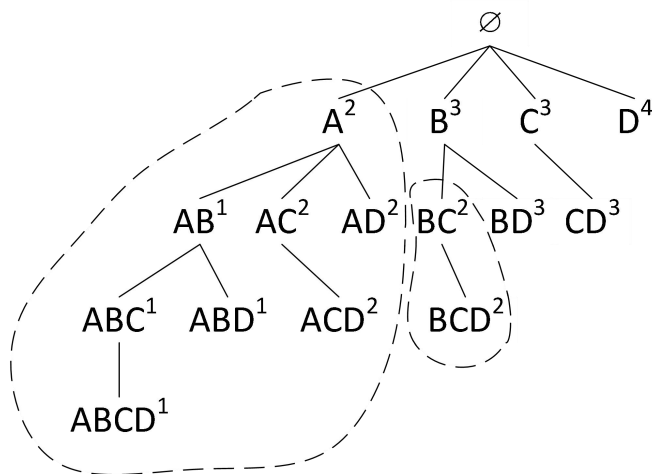 ∅
A² B³ C³ D⁴
AB¹ AC² AD² BC² BD³ CD³
ABC¹ ABD¹ ACD² BCD²
ABCD¹